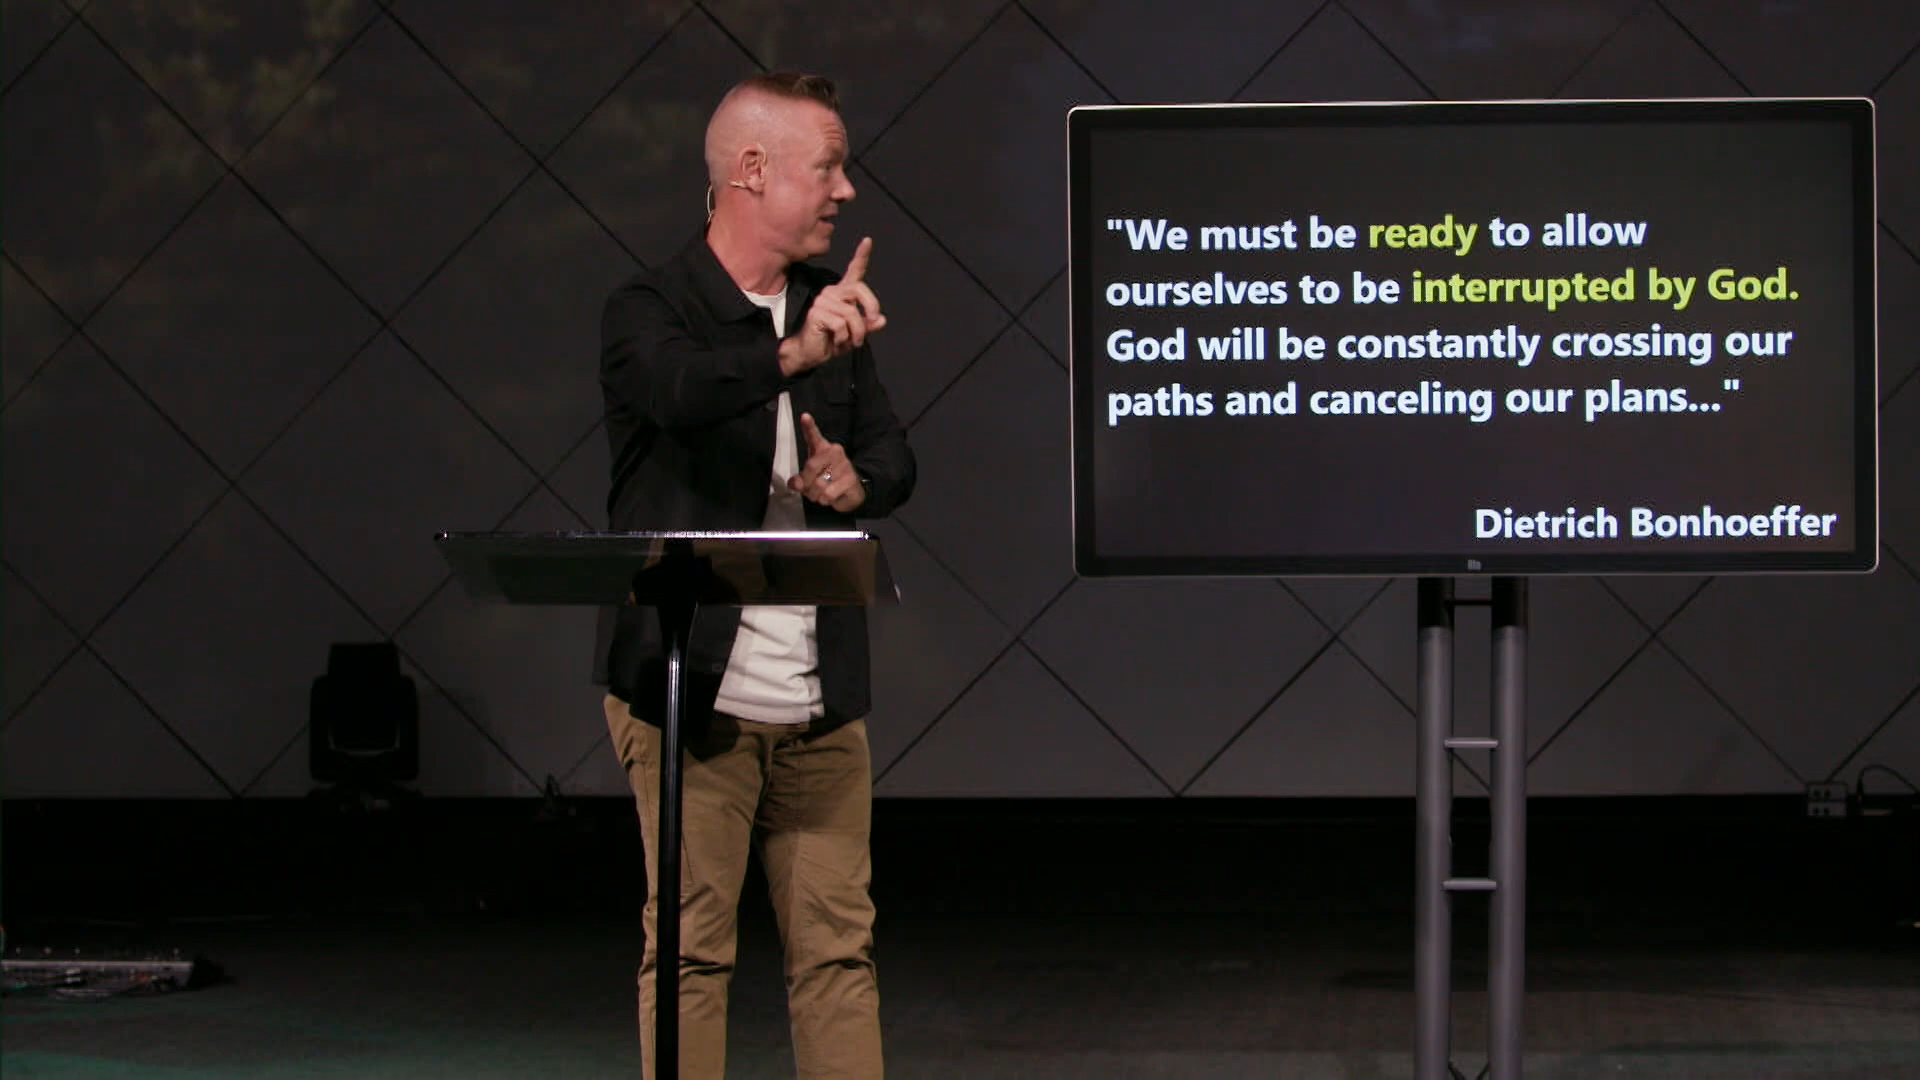 "We must be ready to allow
ourselves to be interrupted by God.
God will be constantly crossing our
paths and canceling our plans..."
Dietrich Bonhoeffer